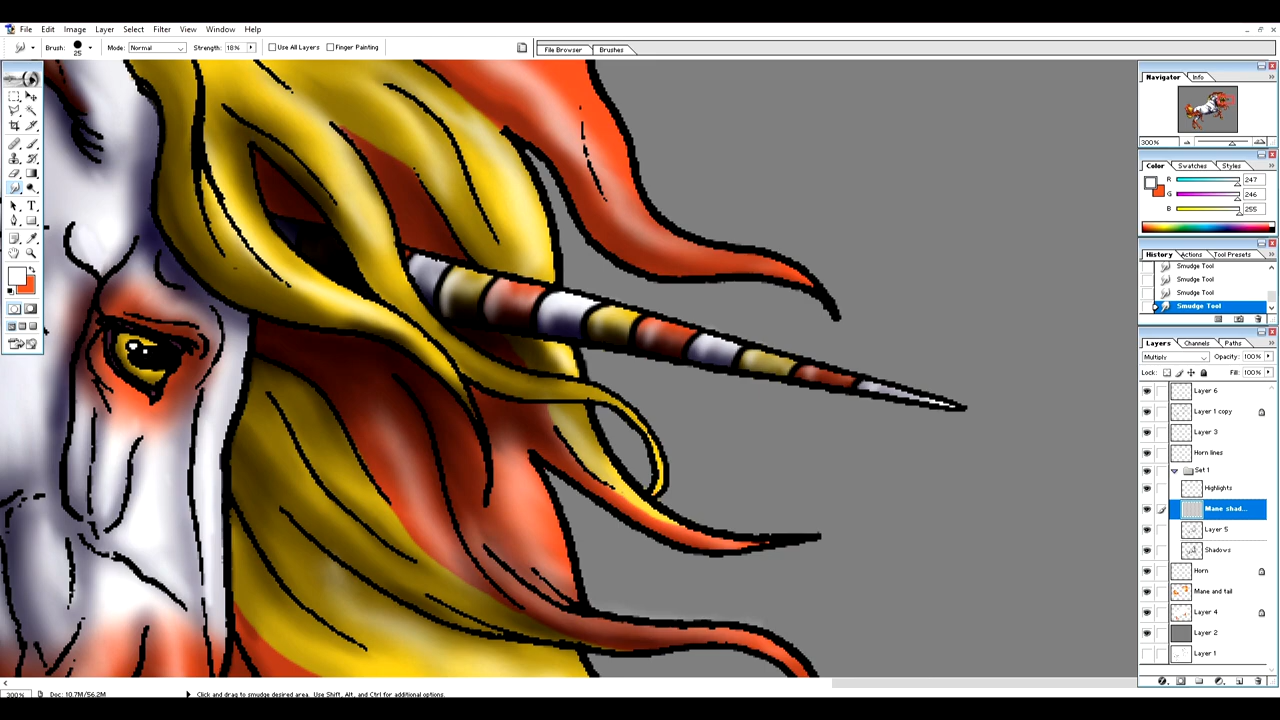 File Edit Image Layer Select Filter View Window Help
Brush: 25 Mode: Normal Strength: 18% Use All Layers Finger Painting File Browser Brushes
Navigator Info
300%
Color Swatches Styles
R 247
G 246
B 255
History Actions Tool Presets
Smudge Tool
Smudge Tool
Smudge Tool
Smudge Tool
Layers Channels Paths
Multiply Opacity: 100%
Lock: Fill: 100%
Layer 6
Layer 1 copy
Layer 3
Horn lines
Set 1
Highlights
Mane shad...
Layer 5
Shadows
Horn
Mane and tail
Layer 4
Layer 2
Layer 1
300% Doc: 10.7M/56.2M Click and drag to smudge desired area. Use Shift, Alt, and Ctrl for additional options.